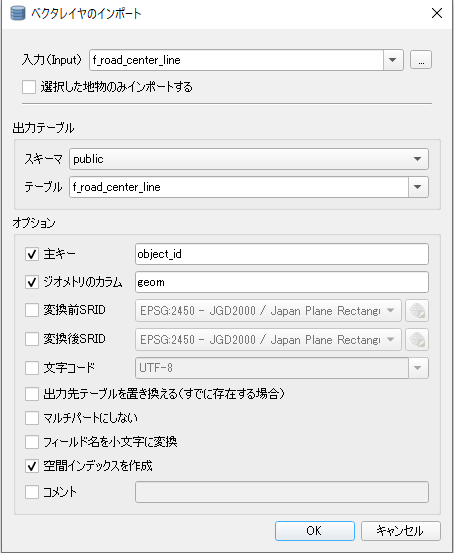 ベクタレイヤのインポート
入力(Input) f_road_center_line ...
選択した地物のみインポートする
出力テーブル
スキーマ public
テーブル f_road_center_line
オプション
主キー object_id
ジオメトリのカラム geom
変換前SRID EPSG:2450 - JGD2000 / Japan Plane Rectangu
変換後SRID EPSG:2450 - JGD2000 / Japan Plane Rectangu
文字コード UTF-8
出力先テーブルを置き換える(すでに存在する場合)
マルチパートにしない
フィールド名を小文字に変換
空間インデックスを作成
コメント
OK キャンセル